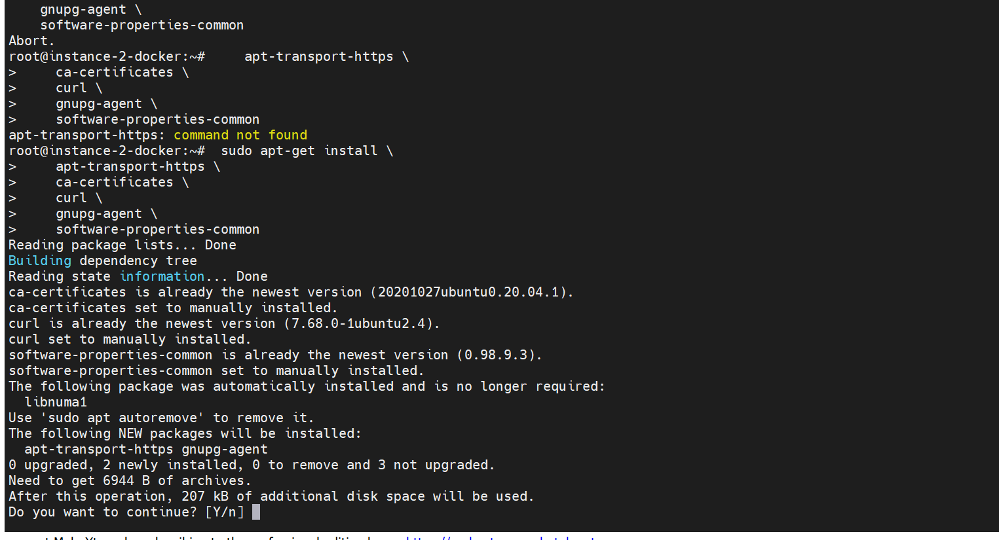 gnupg-agent \
software-properties-common
Abort.
root@instance-2-docker:~#     apt-transport-https \
>     ca-certificates \
>     curl \
>     gnupg-agent \
>     software-properties-common
apt-transport-https: command not found
root@instance-2-docker:~#  sudo apt-get install \
>     apt-transport-https \
>     ca-certificates \
>     curl \
>     gnupg-agent \
>     software-properties-common
Reading package lists... Done
Building dependency tree
Reading state information... Done
ca-certificates is already the newest version (20201027ubuntu0.20.04.1).
ca-certificates set to manually installed.
curl is already the newest version (7.68.0-1ubuntu2.4).
curl set to manually installed.
software-properties-common is already the newest version (0.98.9.3).
software-properties-common set to manually installed.
The following package was automatically installed and is no longer required:
  libnuma1
Use 'sudo apt autoremove' to remove it.
The following NEW packages will be installed:
  apt-transport-https gnupg-agent
0 upgraded, 2 newly installed, 0 to remove and 3 not upgraded.
Need to get 6944 B of archives.
After this operation, 207 kB of additional disk space will be used.
Do you want to continue? [Y/n]